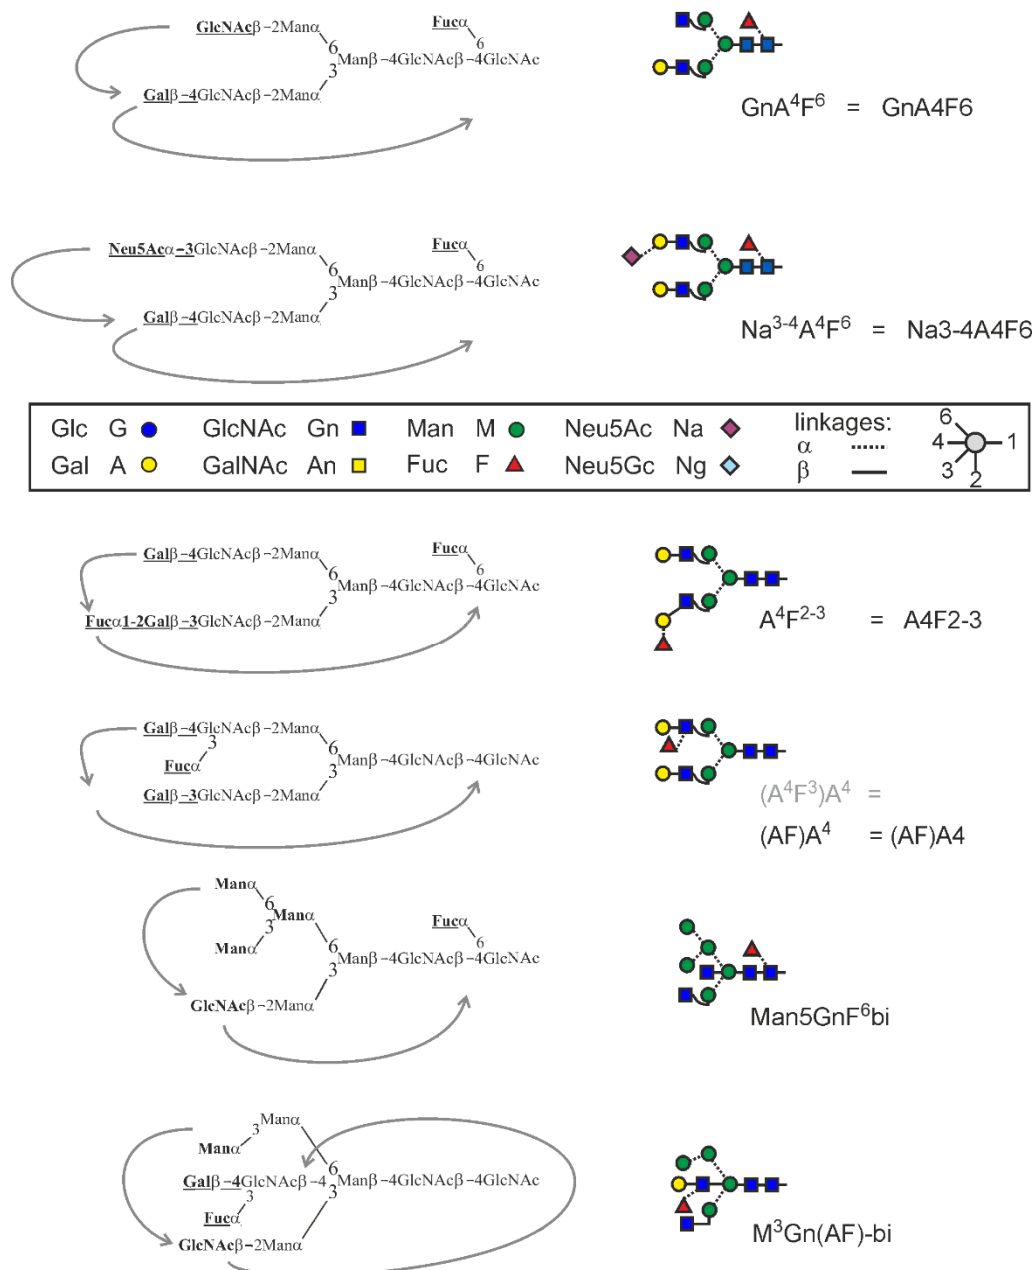 GlcNAcβ-2Manα
Fucα
6
6
Manβ-4GlcNAcβ-4GlcNAc
3
Galβ-4GlcNAcβ-2Manα
GnA⁴F⁶ = GnA4F6
Neu5Acα-3GlcNAcβ-2Manα
Fucα
6
6
Manβ-4GlcNAcβ-4GlcNAc
3
Galβ-4GlcNAcβ-2Manα
Na³⁻⁴A⁴F⁶ = Na3-4A4F6
Glc G GlcNAc Gn Man M Neu5Ac Na linkages:
Gal A GalNAc An Fuc F Neu5Gc Ng
α
β
6
4 1
3
2
Galβ-4GlcNAcβ-2Manα
Fucα
6
6
Manβ-4GlcNAcβ-4GlcNAc
3
Fucα1-2Galβ-3GlcNAcβ-2Manα
A⁴F²⁻³ = A4F2-3
Galβ-4GlcNAcβ-2Manα
3
6
Fucα
Manβ-4GlcNAcβ-4GlcNAc
3
Galβ-3GlcNAcβ-2Manα
(A⁴F³)A⁴ =
(AF)A⁴ = (AF)A4
Manα
6
Manα
3
Manα
Fucα
6
6
Manβ-4GlcNAcβ-4GlcNAc
3
GlcNAcβ-2Manα
Man5GnF⁶bi
Manα
3
Manα
6
Galβ-4GlcNAcβ-4
Manβ-4GlcNAcβ-4GlcNAc
3
3
Fucα
GlcNAcβ-2Manα
M³Gn(AF)-bi